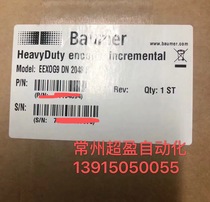 Baumer
www.baumer.com
HeavyDuty encoder incremental
Model: EEXOG9 DN 2048
P/N:
(P/N:
Rev: Qty: 1 ST
S/N:
(S/N: 7
常州超盈自动化
13915050055